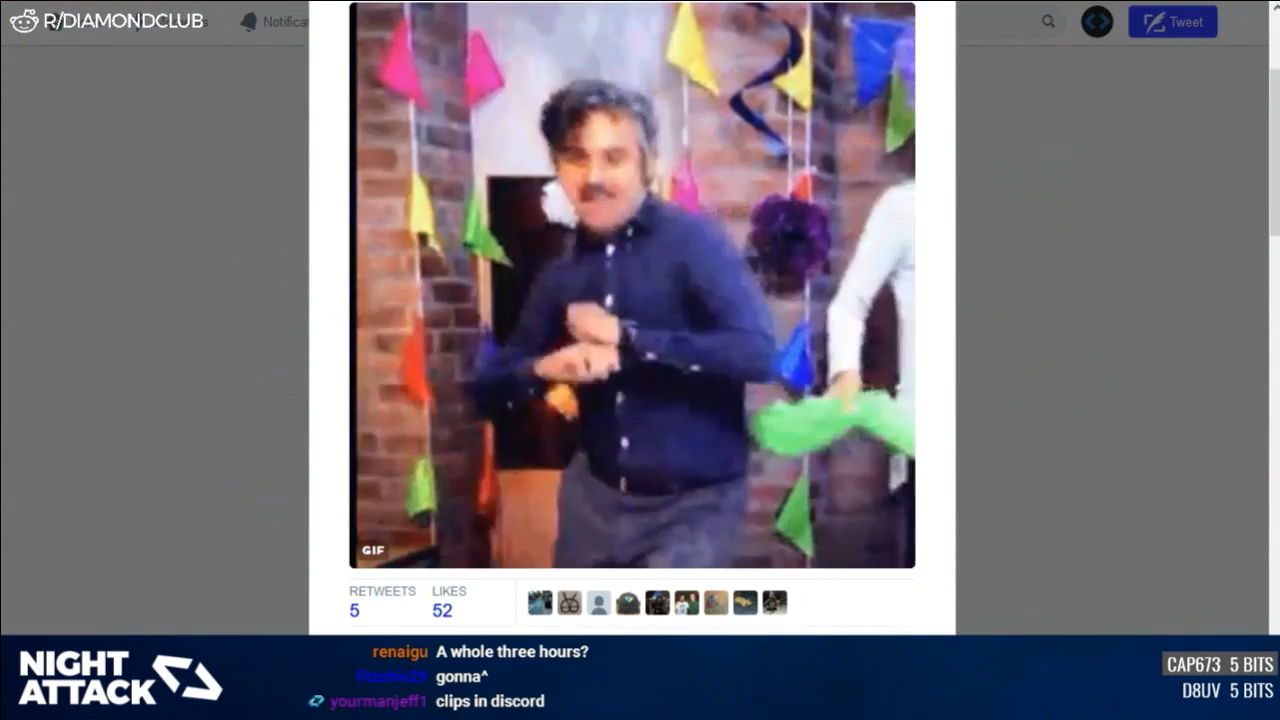 R/DIAMONDCLUB
Notifica
Tweet
GIF
RETWEETS LIKES
5 52
NIGHT ATTACK
renaigu A whole three hours?
gonna^
yourmanjeff1 clips in discord
CAP673 5 BITS
D8UV 5 BITS